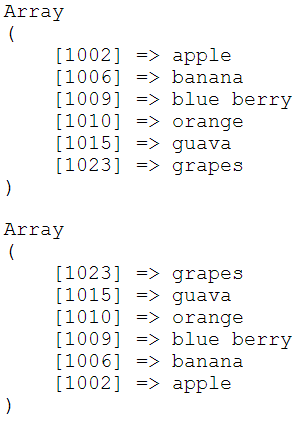 Array
(
    [1002] => apple
    [1006] => banana
    [1009] => blue berry
    [1010] => orange
    [1015] => guava
    [1023] => grapes
)
Array
(
    [1023] => grapes
    [1015] => guava
    [1010] => orange
    [1009] => blue berry
    [1006] => banana
    [1002] => apple
)